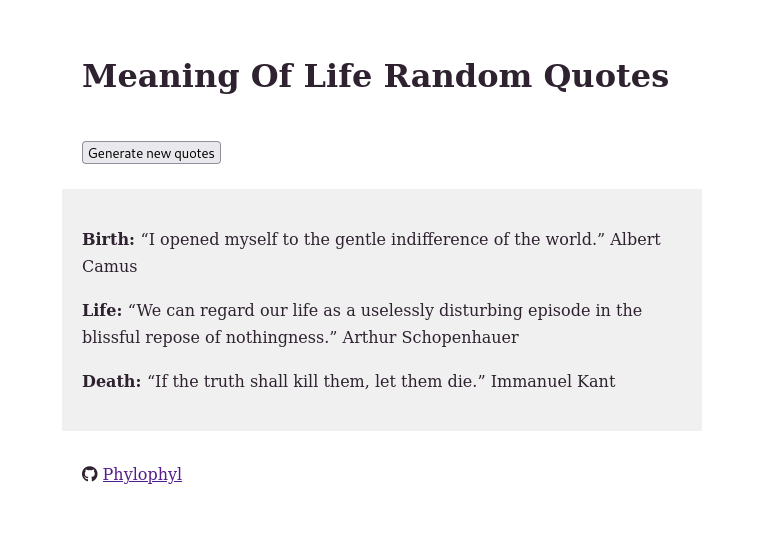 Meaning Of Life Random Quotes
Generate new quotes
Birth: “I opened myself to the gentle indifference of the world.” Albert
Camus
Life: “We can regard our life as a uselessly disturbing episode in the
blissful repose of nothingness.” Arthur Schopenhauer
Death: “If the truth shall kill them, let them die.” Immanuel Kant
Phylophyl